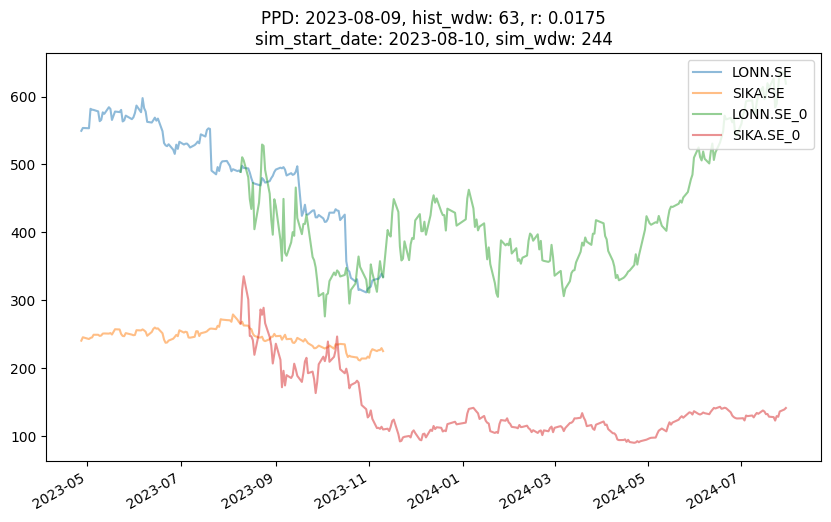 PPD: 2023-08-09, hist_wdw: 63, r: 0.0175
sim_start_date: 2023-08-10, sim_wdw: 244
LONN.SE
SIKA.SE
LONN.SE_0
SIKA.SE_0
600
500
400
300
200
100
2023-05
2023-07
2023-09
2023-11
2024-01
2024-03
2024-05
2024-07